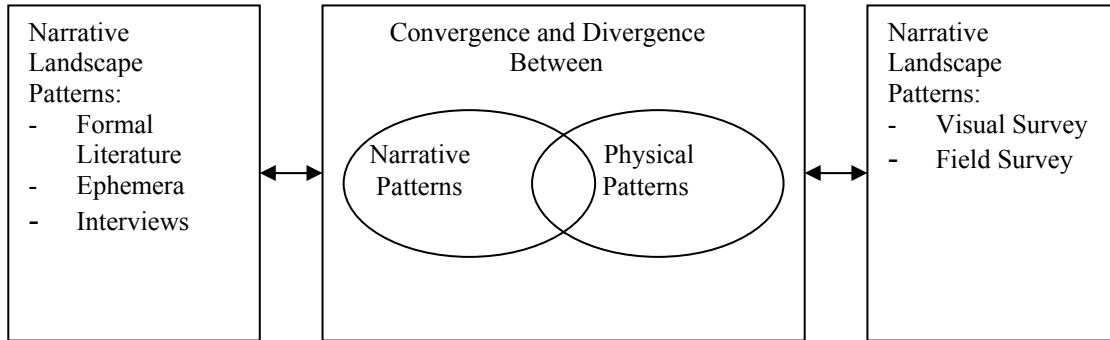 Narrative
Landscape
Patterns:
- Formal
Literature
- Ephemera
- Interviews
Convergence and Divergence
Between
Narrative
Patterns
Physical
Patterns
Narrative
Landscape
Patterns:
- Visual Survey
- Field Survey